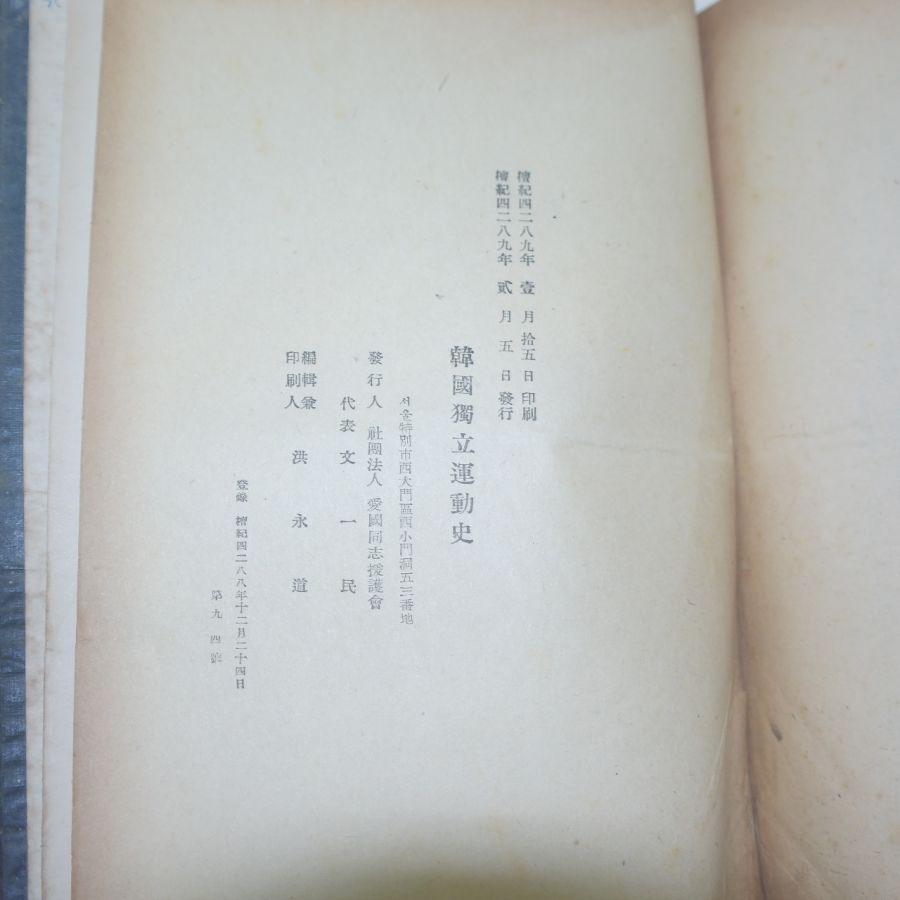 檀紀四二八九年 壹月拾五日 印刷
檀紀四二八九年 貳月五日 發行
韓國獨立運動史
서울特別市西大門區西小門洞五三番地
發行人 社團法人 愛國同志援護會
代表 文一民
編輯兼
印刷人 洪永道
登錄 檀紀四二八八年十二月二十四日
第九四號